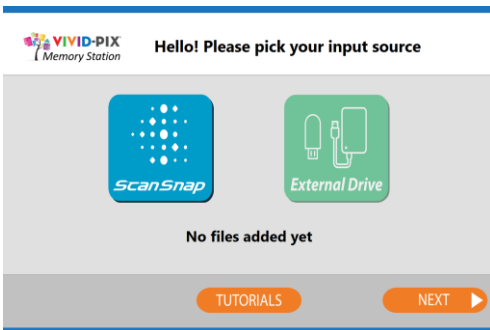 VIVID-PIX
Memory Station
Hello! Please pick your input source
ScanSnap
External Drive
No files added yet
TUTORIALS
NEXT